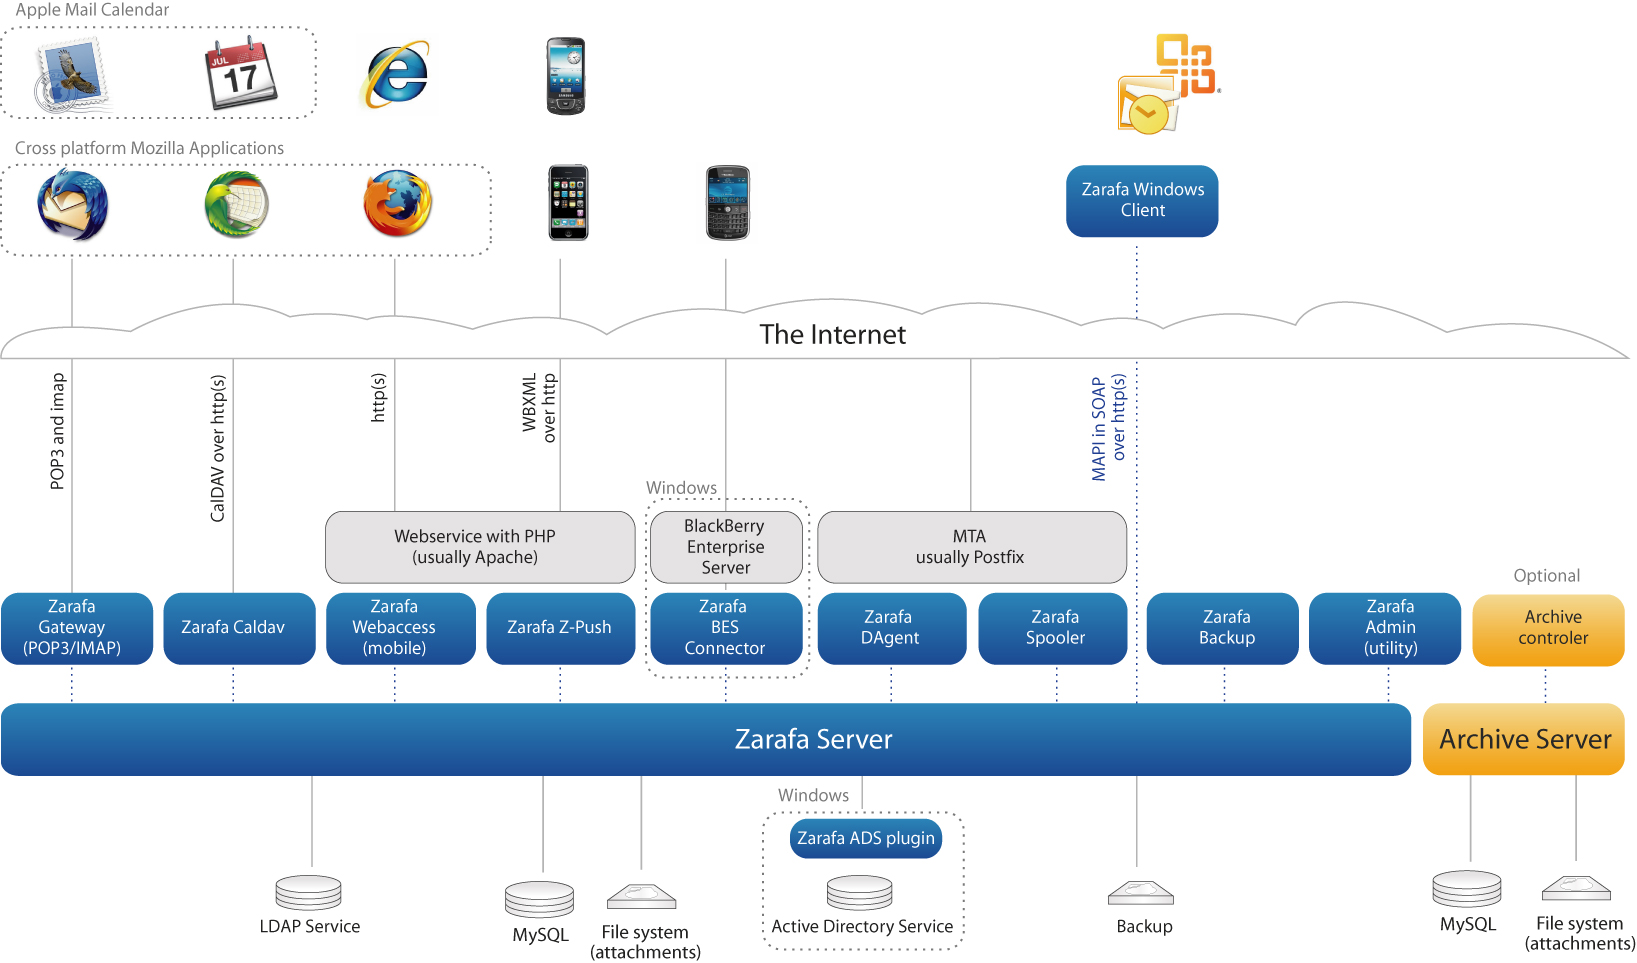 Apple Mail Calendar
JUL
17
Cross platform Mozilla Applications
Zarafa Windows
Client
The Internet
POP3 and imap
CalDAV over http(s)
http(s)
WBXML
over http
MAPI in SOAP
over http(s)
Windows
Webservice with PHP
(usually Apache)
BlackBerry
Enterprise
Server
MTA
usually Postfix
Optional
Zarafa
Gateway
(POP3/IMAP)
Zarafa Caldav
Zarafa
Webaccess
(mobile)
Zarafa Z-Push
Zarafa
BES
Connector
Zarafa
DAgent
Zarafa
Spooler
Zarafa
Backup
Zarafa
Admin
(utility)
Archive
controler
Zarafa Server
Archive Server
Windows
Zarafa ADS plugin
LDAP Service
MySQL
File system
(attachments)
Active Directory Service
Backup
MySQL
File system
(attachments)